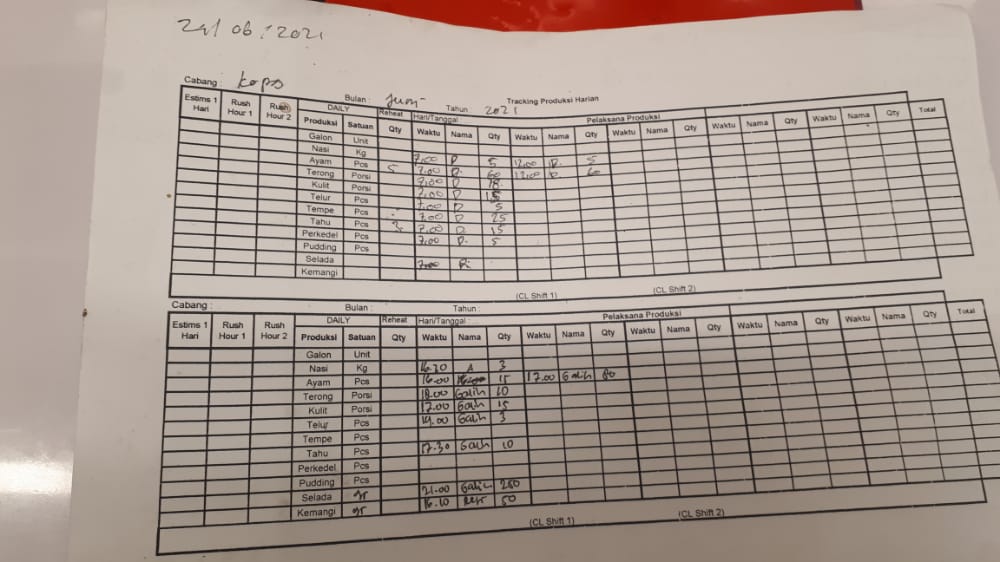 24/06/2021
Cabang : kopo
Bulan : Juni Tahun : 2021 Tracking Produksi Harian
Estims 1 Hari Rush Hour 1 Rush Hour 2 DAILY Reheat Hari/Tanggal Pelaksana Produksi Total
Produksi Satuan Qty Waktu Nama Qty Waktu Nama Qty Waktu Nama Qty Waktu Nama Qty Waktu Nama Qty
Galon Unit
Nasi Kg 7.00 D 5 12.00 D. 5
Ayam Pcs 5 7.00 D. 60 12.00 D. 60
Terong Porsi 7.00 D 18
Kulit Porsi 7.00 D 15
Telur Pcs 7.00 D 5
Tempe Pcs 7.00 D 25
Tahu Pcs 7.00 D. 15
Perkedel Pcs 7.00 D. 5
Pudding Pcs
Selada 7.00
Kemangi
(CL Shift 1) (CL Shift 2)
Cabang : Bulan : Tahun :
Estims 1 Hari Rush Hour 1 Rush Hour 2 DAILY Reheat Hari/Tanggal : Pelaksana Produksi Total
Produksi Satuan Qty Waktu Nama Qty Waktu Nama Qty Waktu Nama Qty Waktu Nama Qty Waktu Nama Qty
Galon Unit
Nasi Kg 16.30 A 3
Ayam Pcs 16.00 15 17.00 Galih 80
Terong Porsi 18.00 Galih 10
Kulit Porsi 17.00 Galih 15
Telur Pcs 19.00 Galih 3
Tempe Pcs
Tahu Pcs 17.30 Galih 10
Perkedel Pcs
Pudding Pcs
Selada gr 21.00 Galih 250
Kemangi gr 16.10 50
(CL Shift 1) (CL Shift 2)